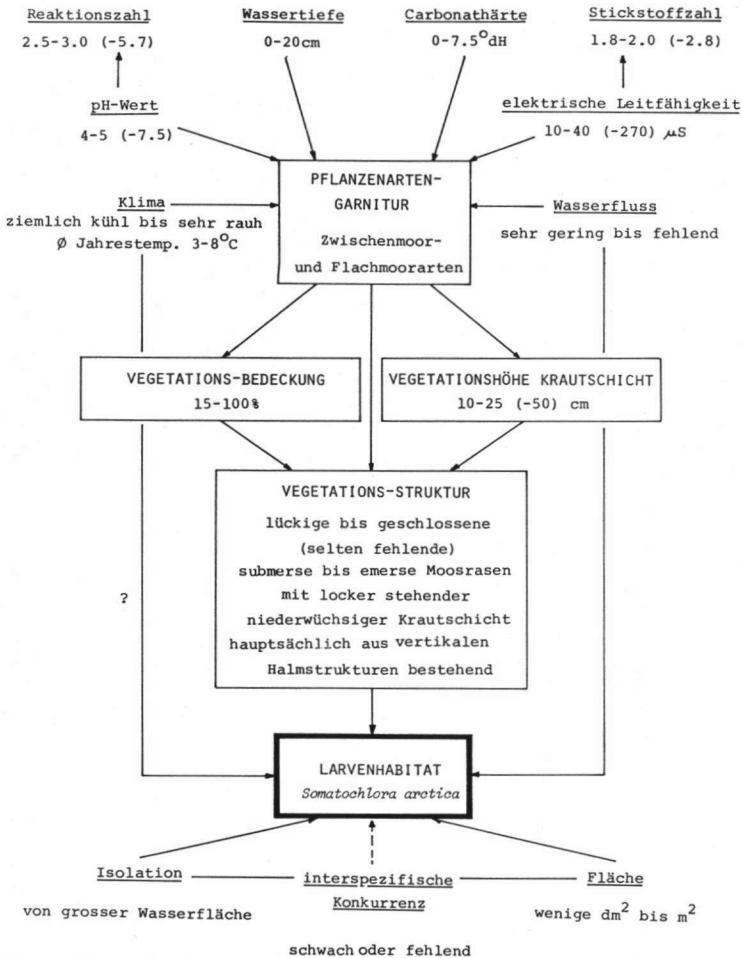 Reaktionszahl Wassertiefe Carbonathärte Stickstoffzahl
2.5-3.0 (-5.7) 0-20cm 0-7.5°dH 1.8-2.0 (-2.8)
pH-Wert elektrische Leitfähigkeit
4-5 (-7.5) 10-40 (-270) µS
PFLANZENARTEN-
GARNITUR
Zwischenmoor-
und Flachmoorarten
Klima
ziemlich kühl bis sehr rauh
Ø Jahrestemp. 3-8°C
Wasserfluss
sehr gering bis fehlend
VEGETATIONS-BEDECKUNG
15-100%
VEGETATIONSHÖHE KRAUTSCHICHT
10-25 (-50) cm
VEGETATIONS-STRUKTUR
lückige bis geschlossene
(selten fehlende)
submerse bis emerse Moosrasen
mit locker stehender
niederwüchsiger Krautschicht
hauptsächlich aus vertikalen
Halmstrukturen bestehend
?
LARVENHABITAT
Somatochlora arctica
Isolation
von grosser Wasserfläche
interspezifische
Konkurrenz
schwach oder fehlend
Fläche
wenige dm² bis m²